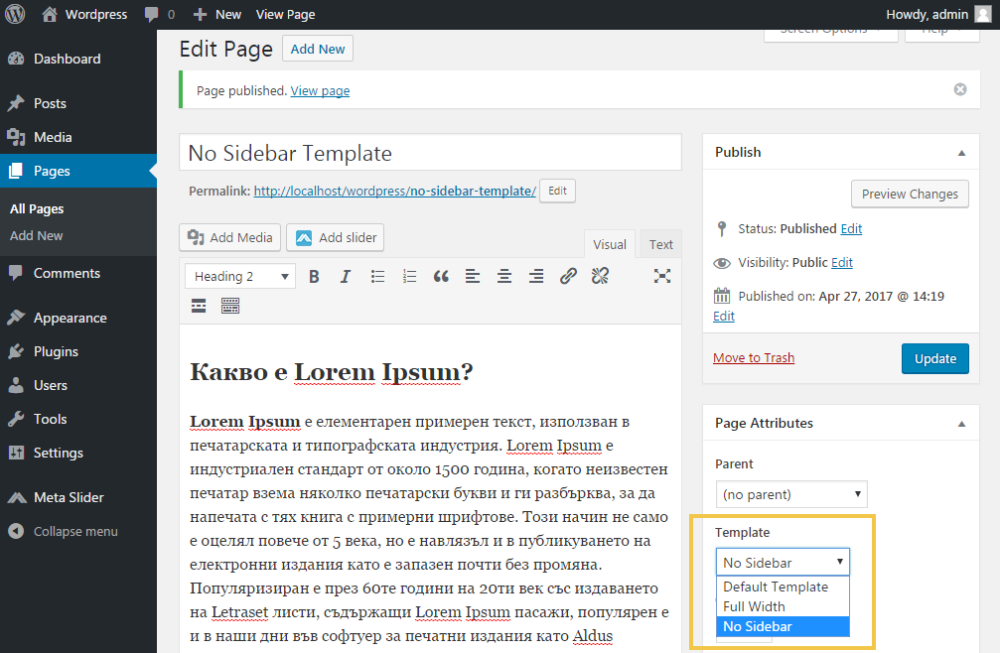 Wordpress 0 New View Page Howdy, admin
Dashboard
Posts
Media
Pages
All Pages
Add New
Comments
Appearance
Plugins
Users
Tools
Settings
Meta Slider
Collapse menu
Screen Options Help
Edit Page Add New
Page published. View page
No Sidebar Template
Permalink: http://localhost/wordpress/no-sidebar-template/ Edit
Add Media Add slider
Visual Text
Heading 2
Какво е Lorem Ipsum?
Lorem Ipsum е елементарен примерен текст, използван в
печатарската и типографската индустрия. Lorem Ipsum е
индустриален стандарт от около 1500 година, когато неизвестен
печатар взема няколко печатарски букви и ги разбърква, за да
напечата с тях книга с примерни шрифтове. Този начин не само
е оцелял повече от 5 века, но е навлязъл и в публикуването на
електронни издания като е запазен почти без промяна.
Популяризиран е през 60те години на 20ти век със издаването
на Letraset листи, съдържащи Lorem Ipsum пасажи, популярен е
и в наши дни във софтуер за печатни издания като Aldus
Publish
Preview Changes
Status: Published Edit
Visibility: Public Edit
Published on: Apr 27, 2017 @ 14:19
Edit
Move to Trash Update
Page Attributes
Parent
(no parent)
Template
No Sidebar
Default Template
Full Width
No Sidebar